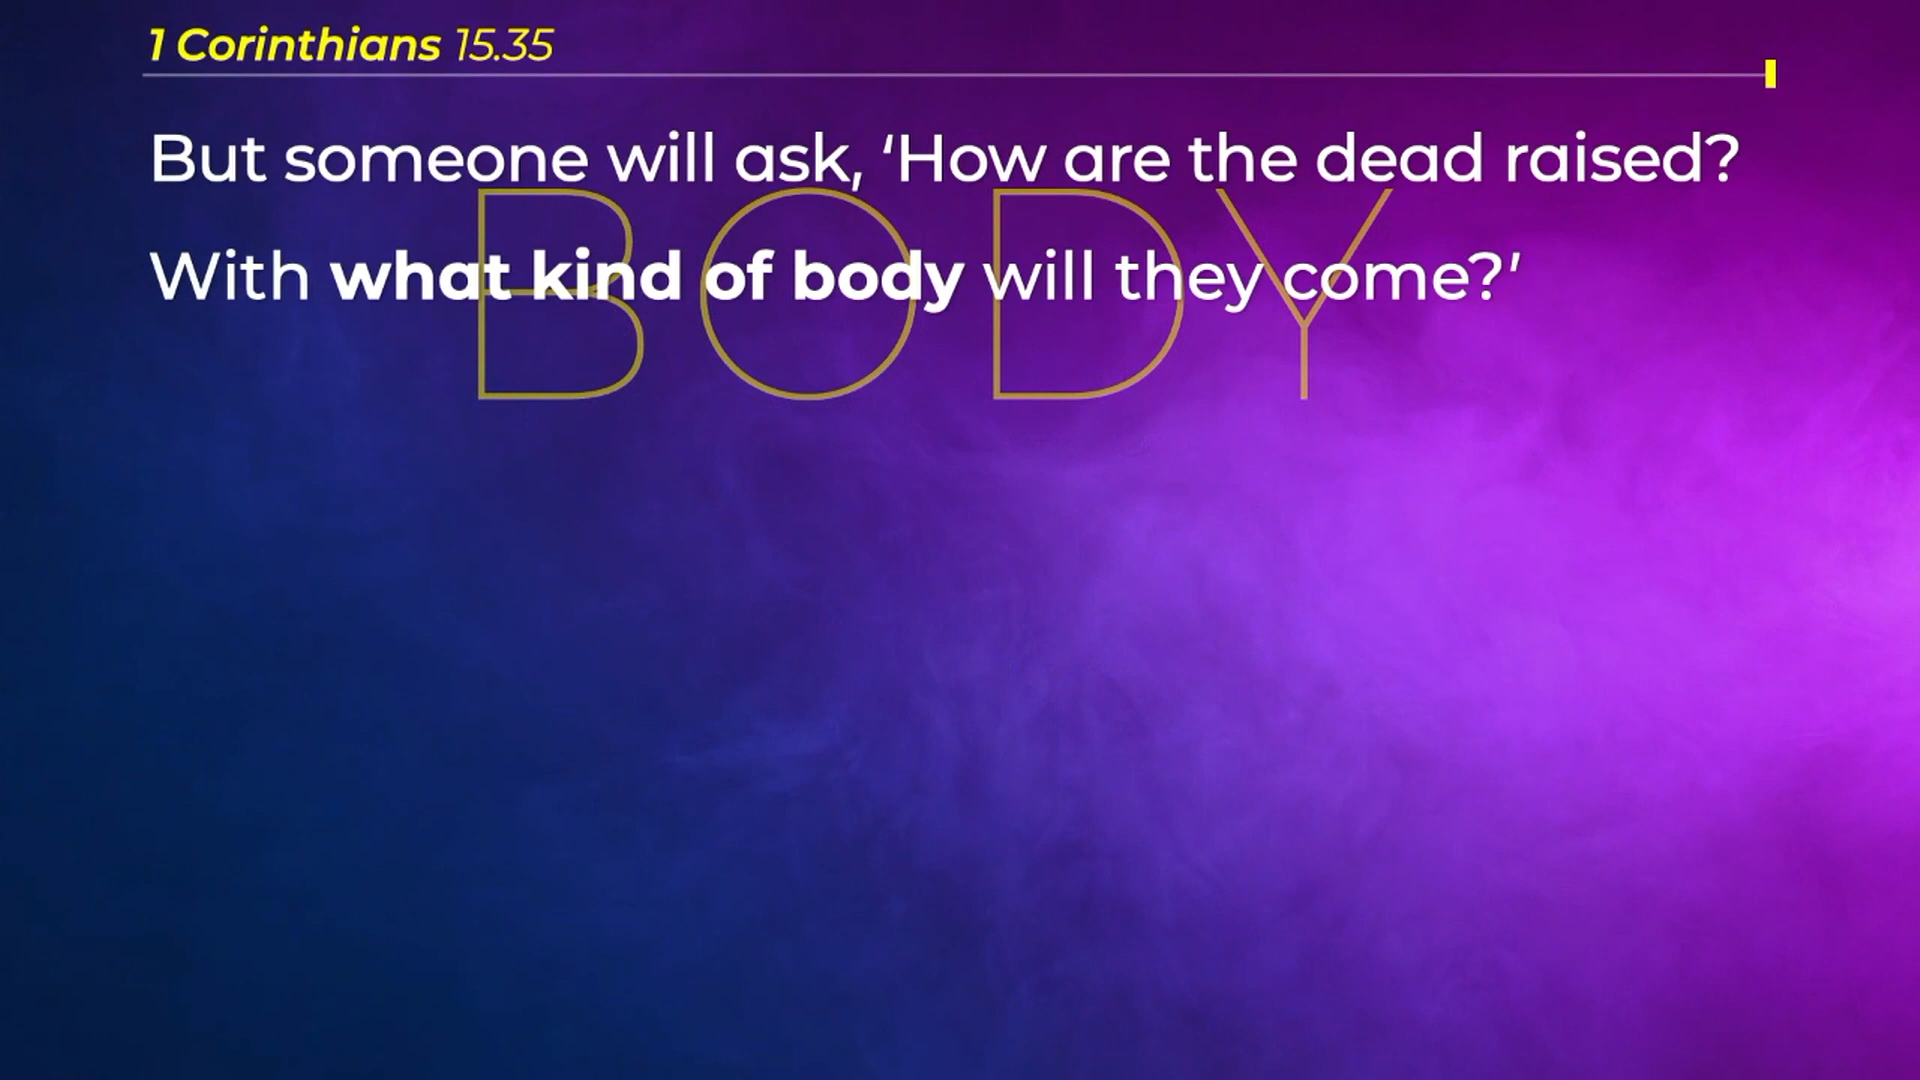 1 Corinthians 15.35
But someone will ask, ‘How are the dead raised?
BODY
With what kind of body will they come?’